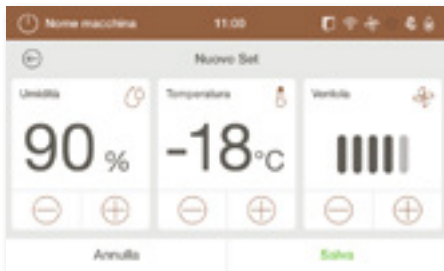 Nome macchina 11:00
Nuovo Set
Umidità Temperatura Ventola
90 % -18°C
Annulla Salva